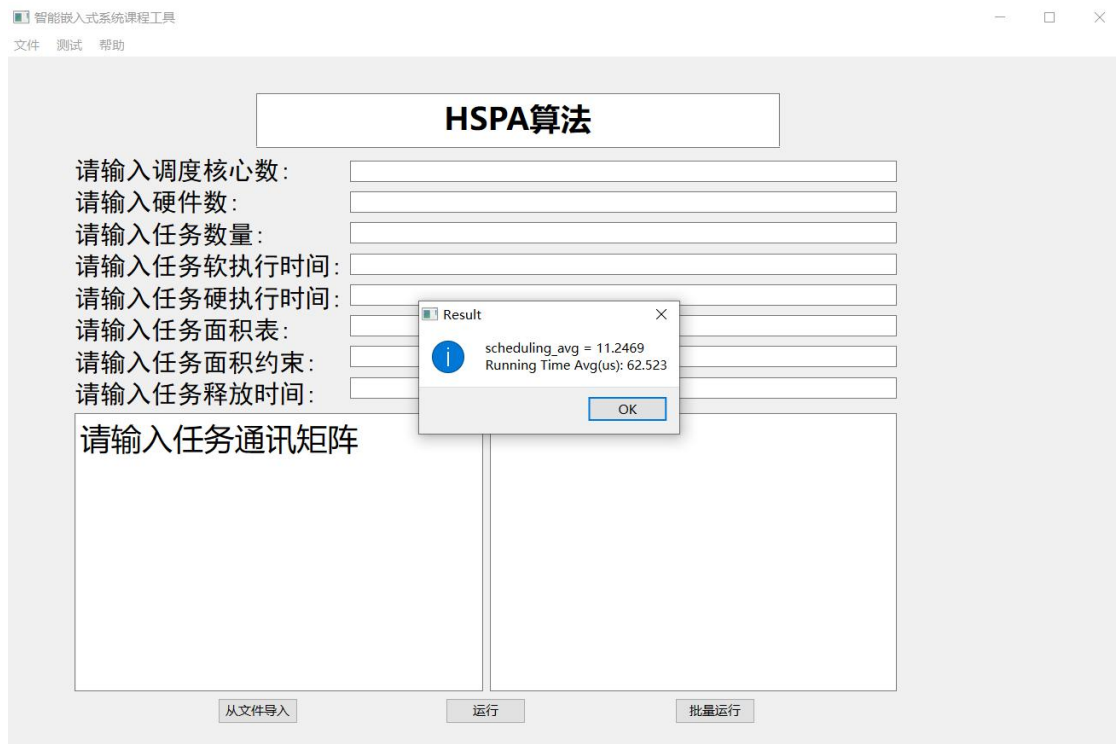 智能嵌入式系统课程工具
文件 测试 帮助
HSPA算法
请输入调度核心数:
请输入硬件数:
请输入任务数量:
请输入任务软执行时间:
请输入任务硬执行时间:
请输入任务面积表:
请输入任务面积约束:
请输入任务释放时间:
Result
scheduling_avg = 11.2469
Running Time Avg(us): 62.523
OK
请输入任务通讯矩阵
从文件导入 运行 批量运行